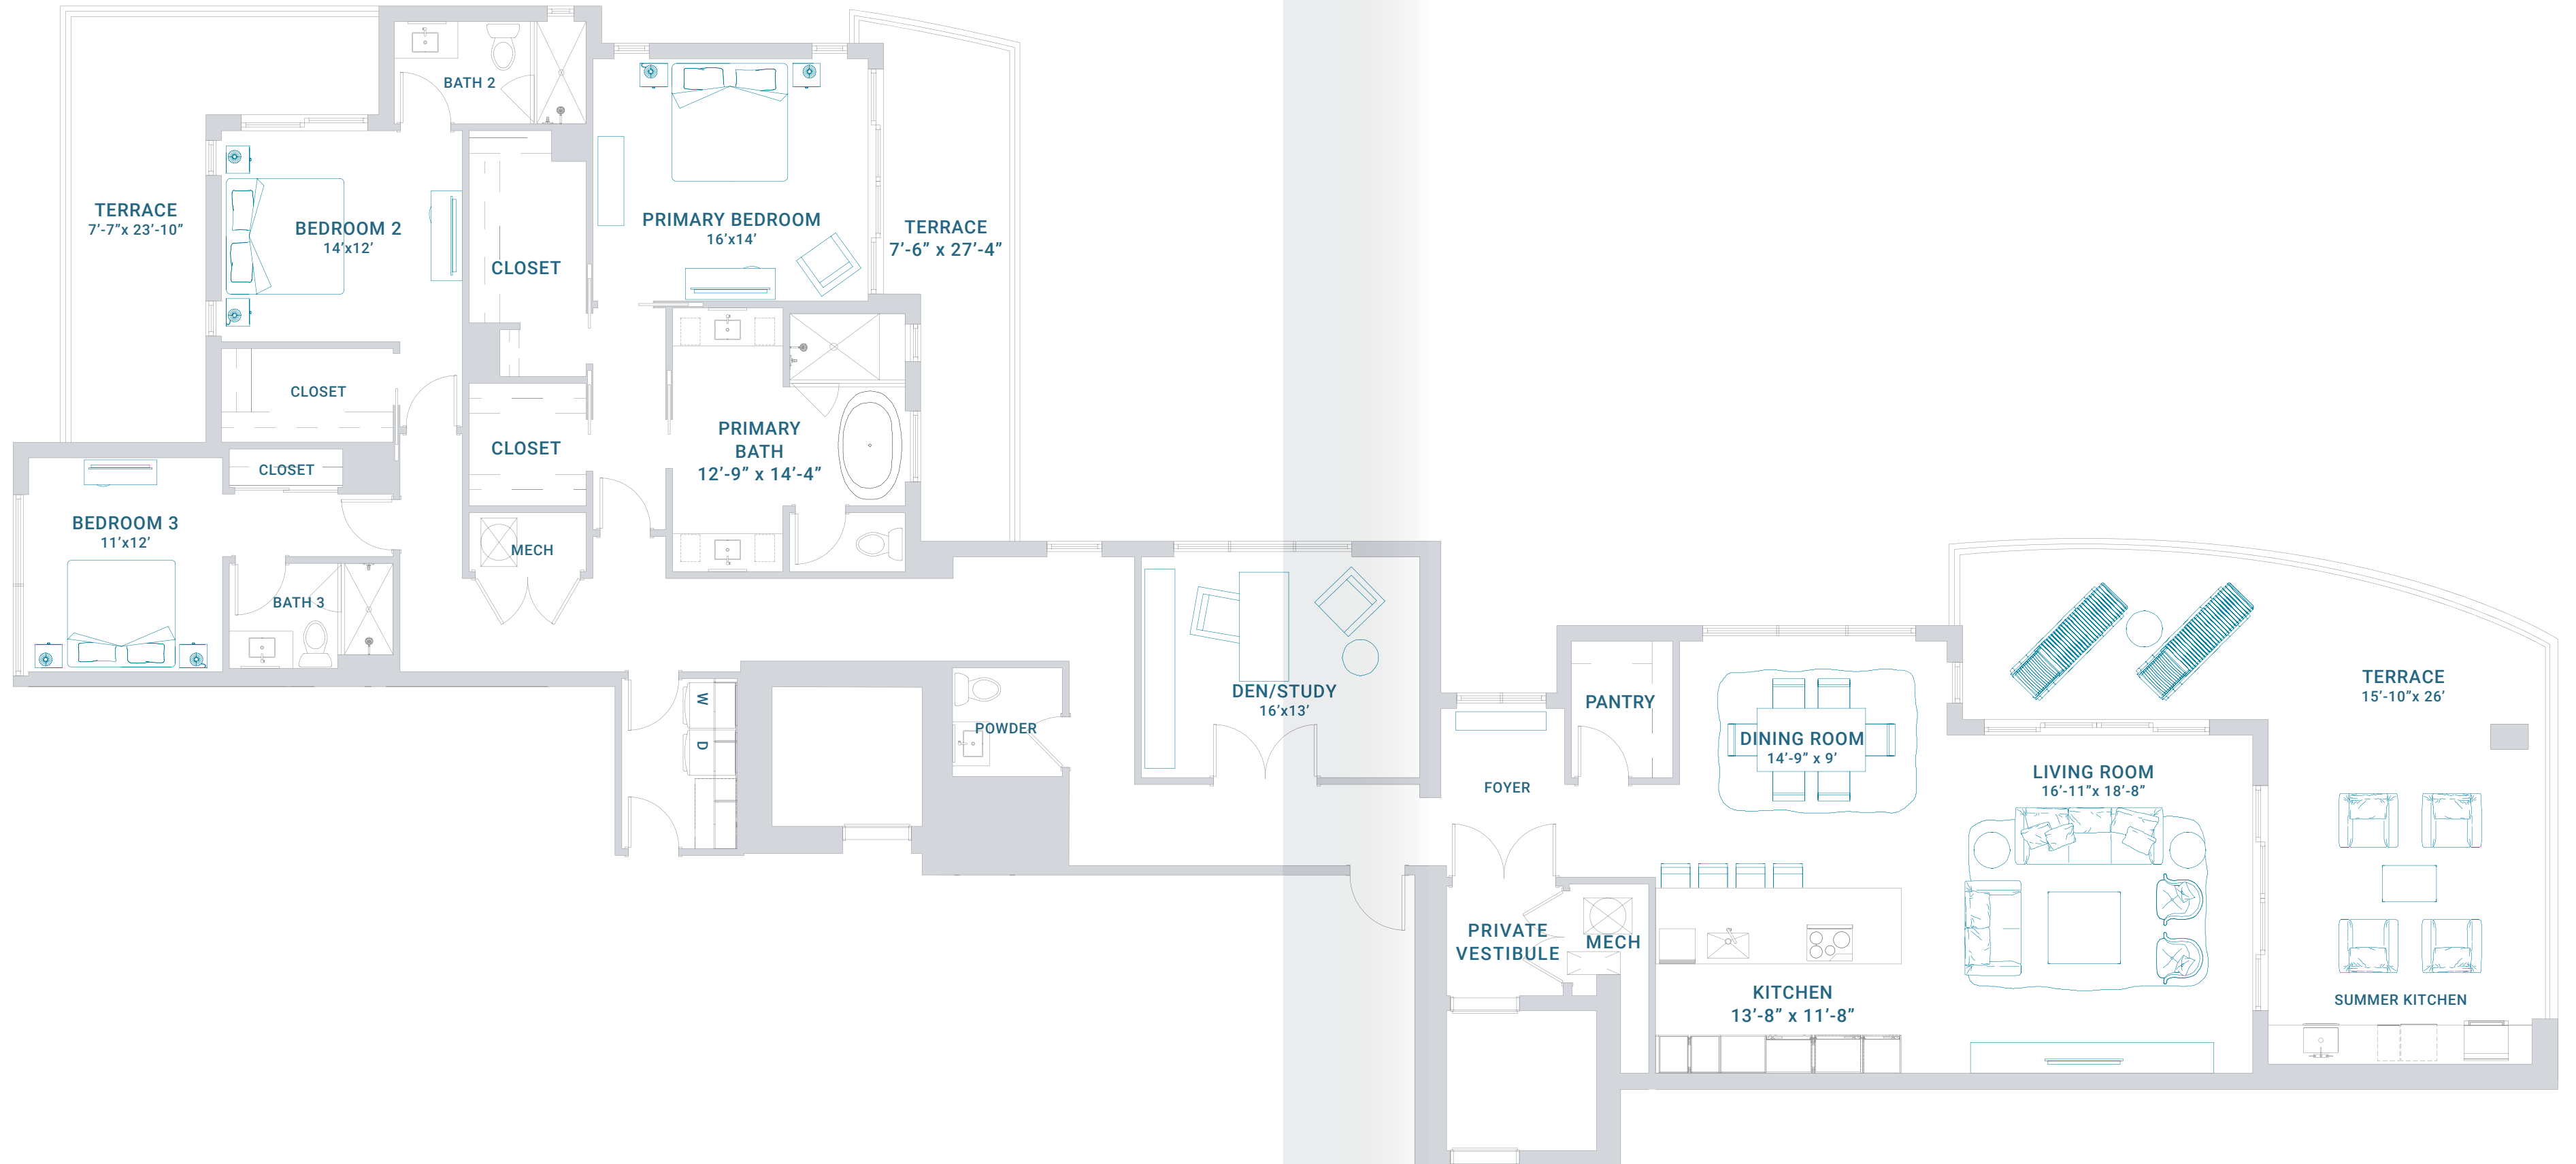 BATH 2
TERRACE
7’-7”x 23’-10”
BEDROOM 2
14’x12’
CLOSET
PRIMARY BEDROOM
16’x14’
TERRACE
7’-6” x 27’-4”
CLOSET
CLOSET
PRIMARY
BATH
12’-9” x 14’-4”
CLOSET
BEDROOM 3
11’x12’
MECH
BATH 3
W
D
POWDER
DEN/STUDY
16’x13’
PANTRY
FOYER
DINING ROOM
14’-9” x 9’
TERRACE
15’-10”x 26’
LIVING ROOM
16’-11”x 18’-8”
PRIVATE
VESTIBULE
MECH
KITCHEN
13’-8” x 11’-8”
SUMMER KITCHEN